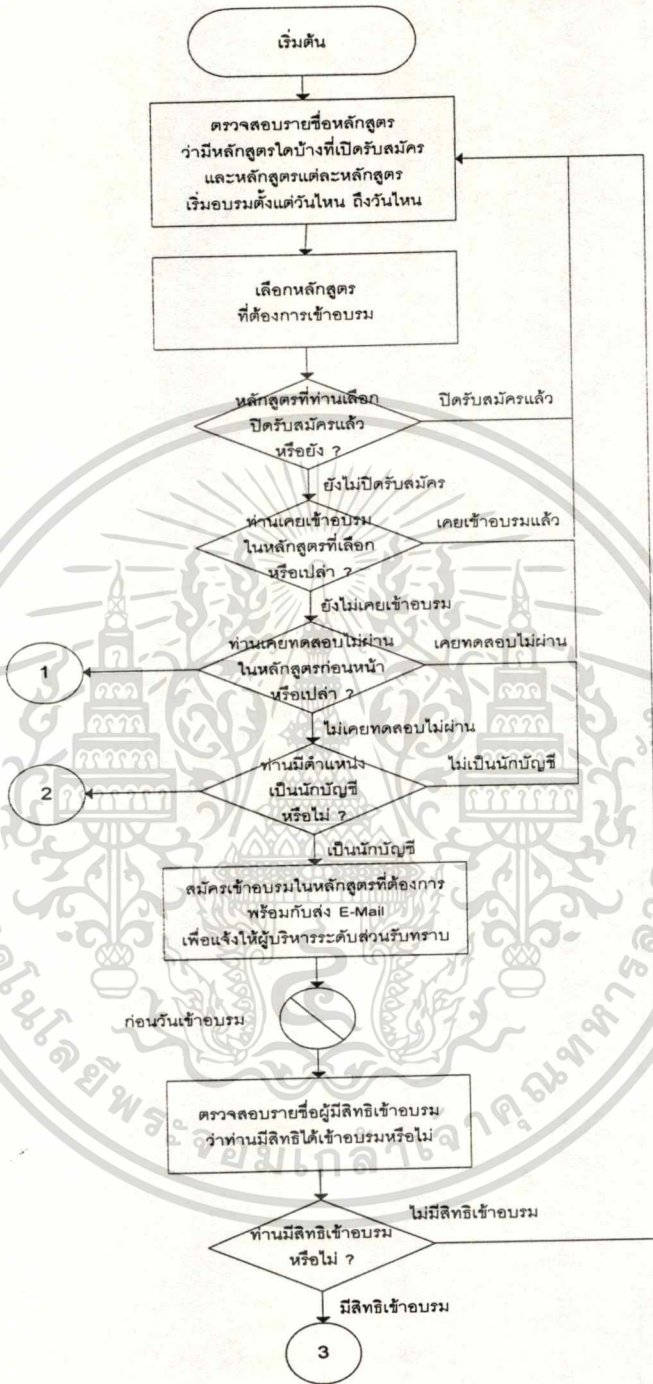 เริ่มต้น
ตรวจสอบรายชื่อหลักสูตร
ว่ามีหลักสูตรใดบ้างที่เปิดรับสมัคร
และหลักสูตรแต่ละหลักสูตร
เริ่มอบรมตั้งแต่วันไหน ถึงวันไหน
เลือกหลักสูตร
ที่ต้องการเข้าอบรม
หลักสูตรที่ท่านเลือก
ปิดรับสมัครแล้ว
หรือยัง ?
ปิดรับสมัครแล้ว
ยังไม่ปิดรับสมัคร
ท่านเคยเข้าอบรม
ในหลักสูตรที่เลือก
หรือเปล่า ?
เคยเข้าอบรมแล้ว
ยังไม่เคยเข้าอบรม
ท่านเคยทดสอบไม่ผ่าน
ในหลักสูตรก่อนหน้า
หรือเปล่า ?
เคยทดสอบไม่ผ่าน
1
ไม่เคยทดสอบไม่ผ่าน
ท่านมีตำแหน่ง
เป็นนักบัญชี
หรือไม่ ?
ไม่เป็นนักบัญชี
2
เป็นนักบัญชี
สมัครเข้าอบรมในหลักสูตรที่ต้องการ
พร้อมกับส่ง E-Mail
เพื่อแจ้งให้ผู้บริหารระดับส่วนรับทราบ
ก่อนวันเข้าอบรม
ตรวจสอบรายชื่อผู้มีสิทธิเข้าอบรม
ว่าท่านมีสิทธิได้เข้าอบรมหรือไม่
ท่านมีสิทธิเข้าอบรม
หรือไม่ ?
ไม่มีสิทธิเข้าอบรม
มีสิทธิเข้าอบรม
3